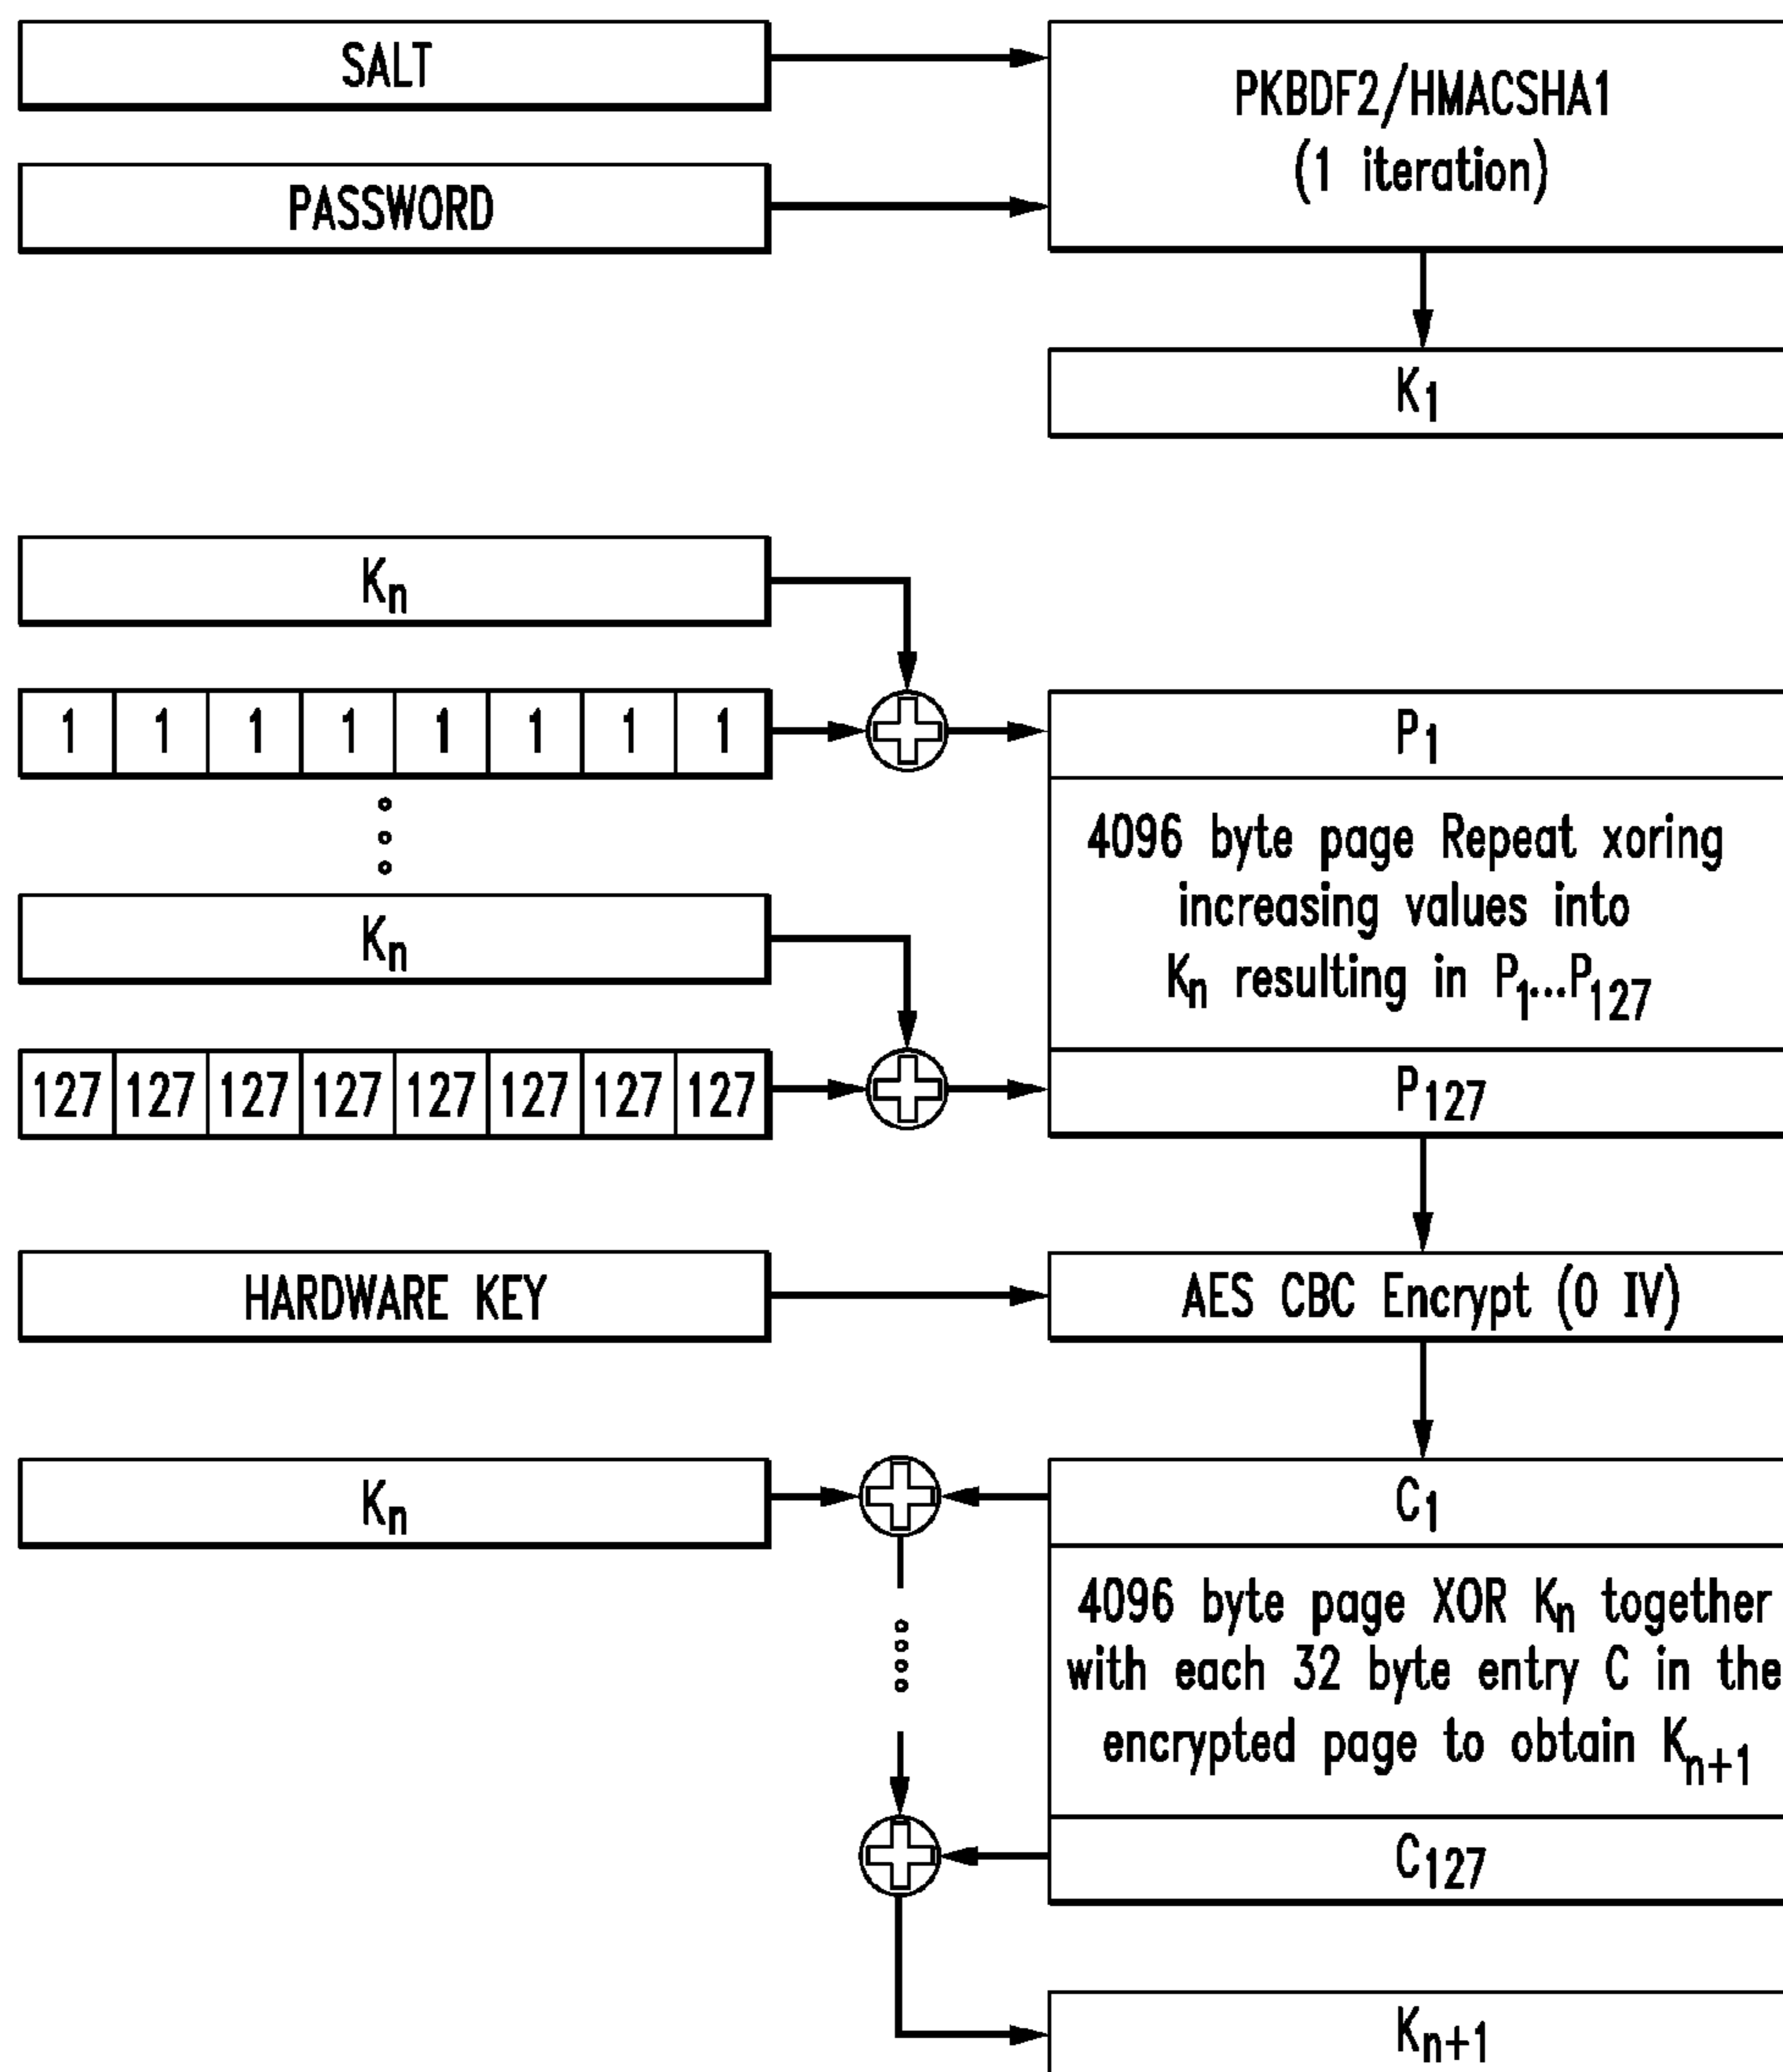 SALT
PKBDF2/HMACSHA1
(1 iteration)
PASSWORD
K1
Kn
1 1 1 1 1 1 1 1
P1
4096 byte page Repeat xoring
increasing values into
Kn resulting in P1...P127
Kn
127 127 127 127 127 127 127 127
P127
HARDWARE KEY
AES CBC Encrypt (0 IV)
Kn
C1
4096 byte page XOR Kn together
with each 32 byte entry C in the
encrypted page to obtain Kn+1
C127
Kn+1